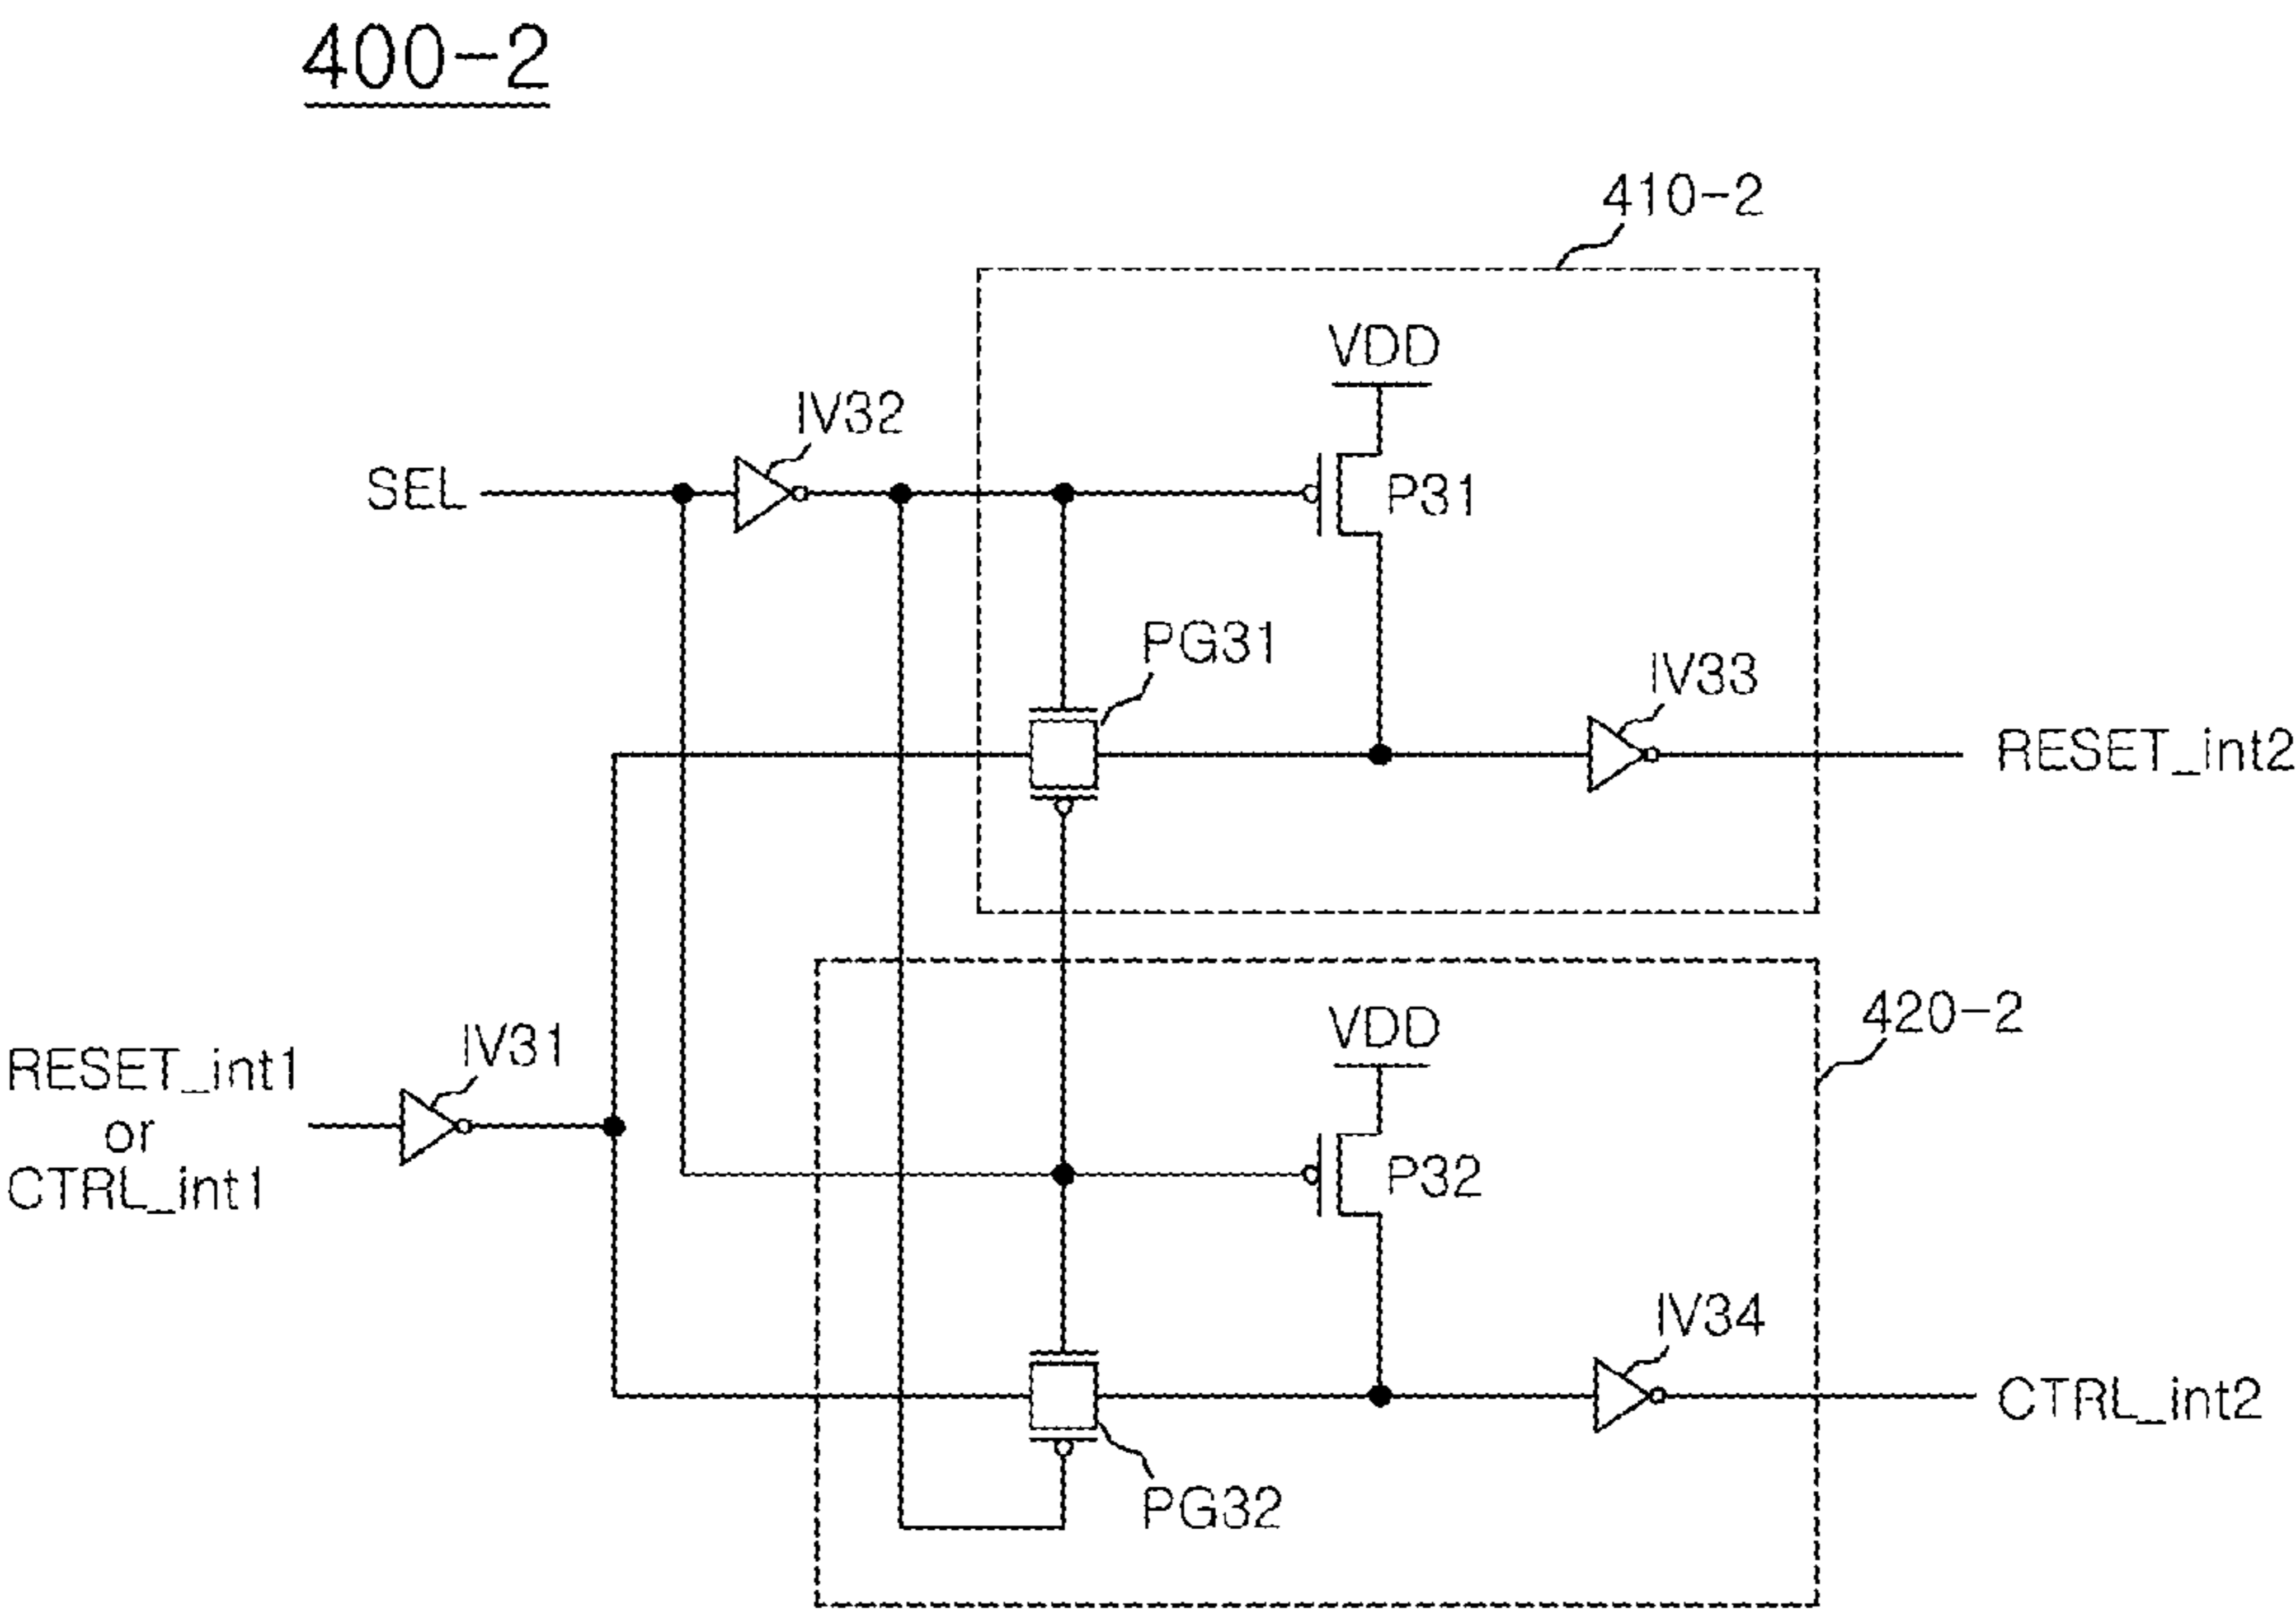 400-2
410-2
VDD
IV32
SEL
P31
PG31
IV33
RESET_int2
420-2
VDD
IV31
RESET_int1
or
CTRL_int1
P32
IV34
CTRL_int2
PG32